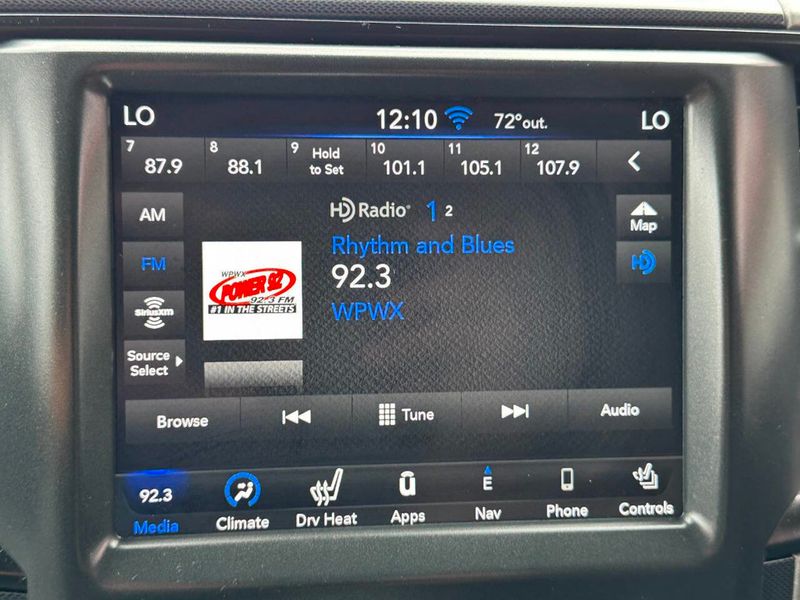 LO 12:10 72°out. LO
7 87.9 8 88.1 9 Hold to Set 10 101.1 11 105.1 12 107.9
AM HD Radio® 1 2 Map
FM Rhythm and Blues HD
92.3
WPWX
WPWX
POWER 92
92.3 FM
#1 IN THE STREETS
SiriusXM
Source
Select
Browse Tune Audio
92.3 E
Media Climate Drv Heat Apps Nav Phone Controls